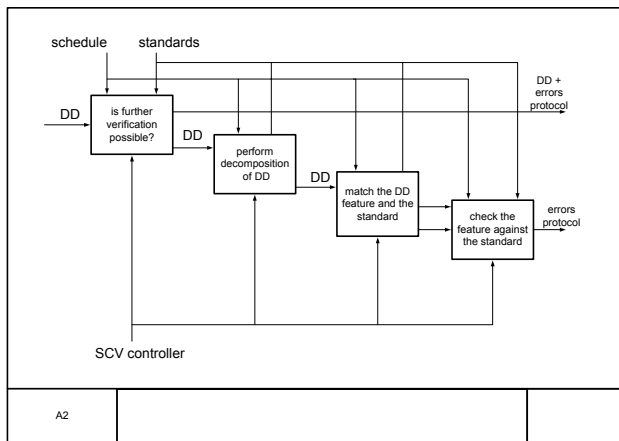 schedule
standards
DD +
errors
protocol
DD
is further
verification
possible?
DD
perform
decomposition
of DD
DD
match the DD
feature and the
standard
check the
feature against
the standard
errors
protocol
SCV controller
A2